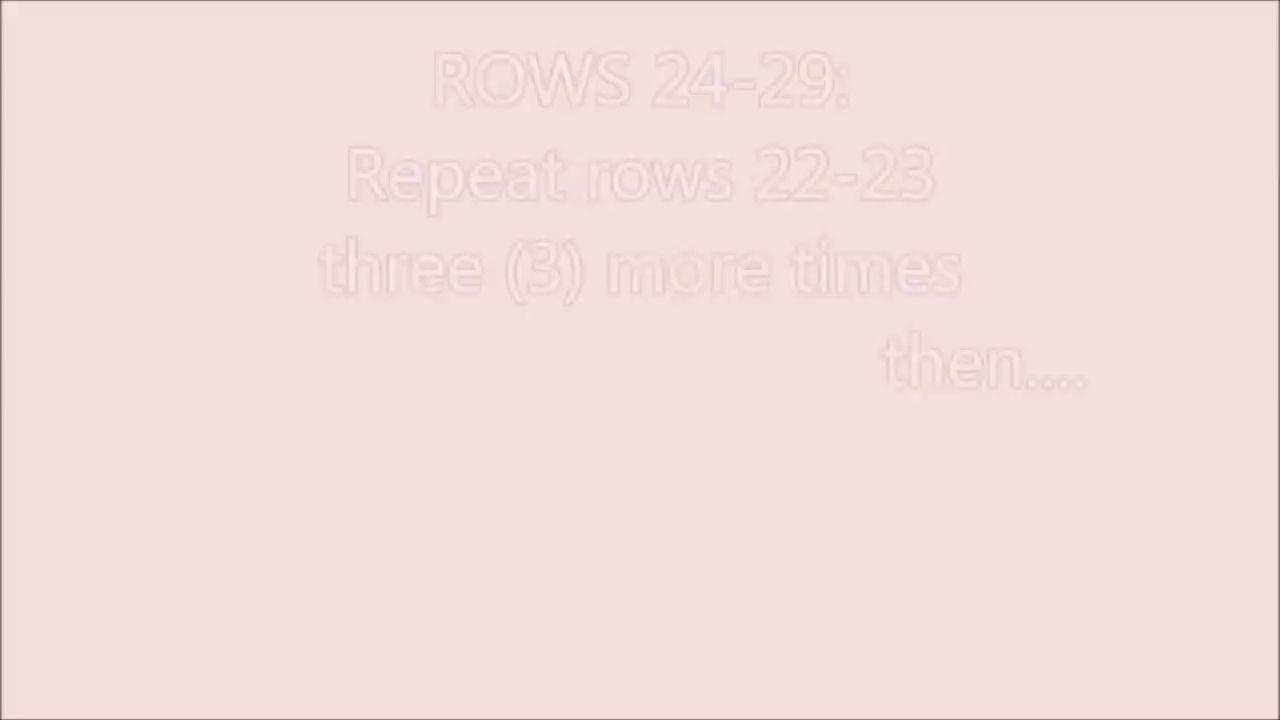 ROWS 24-29:
Repeat rows 22-23
three (3) more times
then....